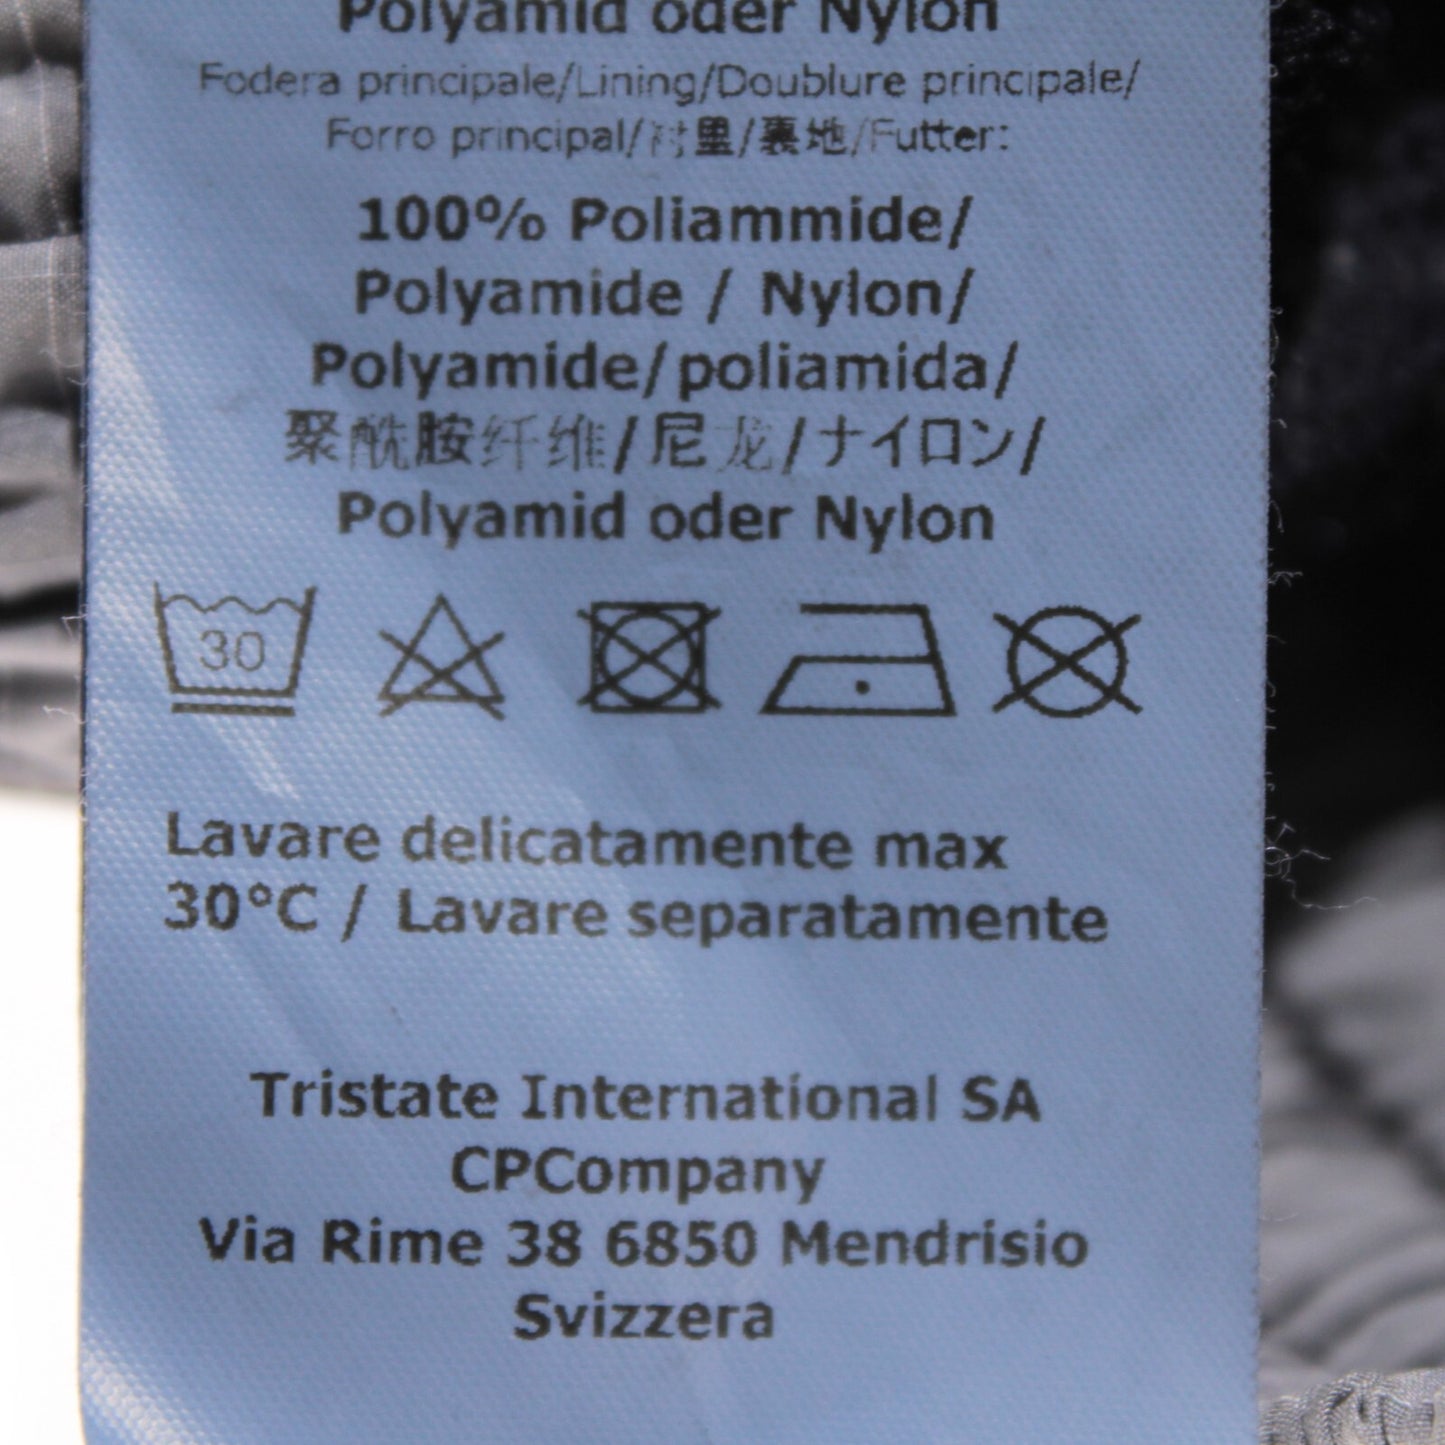 Polyamid oder Nylon
Fodera principale/Lining/Doublure principale/
Forro principal/衬里/裏地/Futter:
100% Poliammide/
Polyamide / Nylon/
Polyamide/poliamida/
聚酰胺纤维/尼龙/ナイロン/
Polyamid oder Nylon
30
Lavare delicatamente max
30°C / Lavare separatamente
Tristate International SA
CPCompany
Via Rime 38 6850 Mendrisio
Svizzera